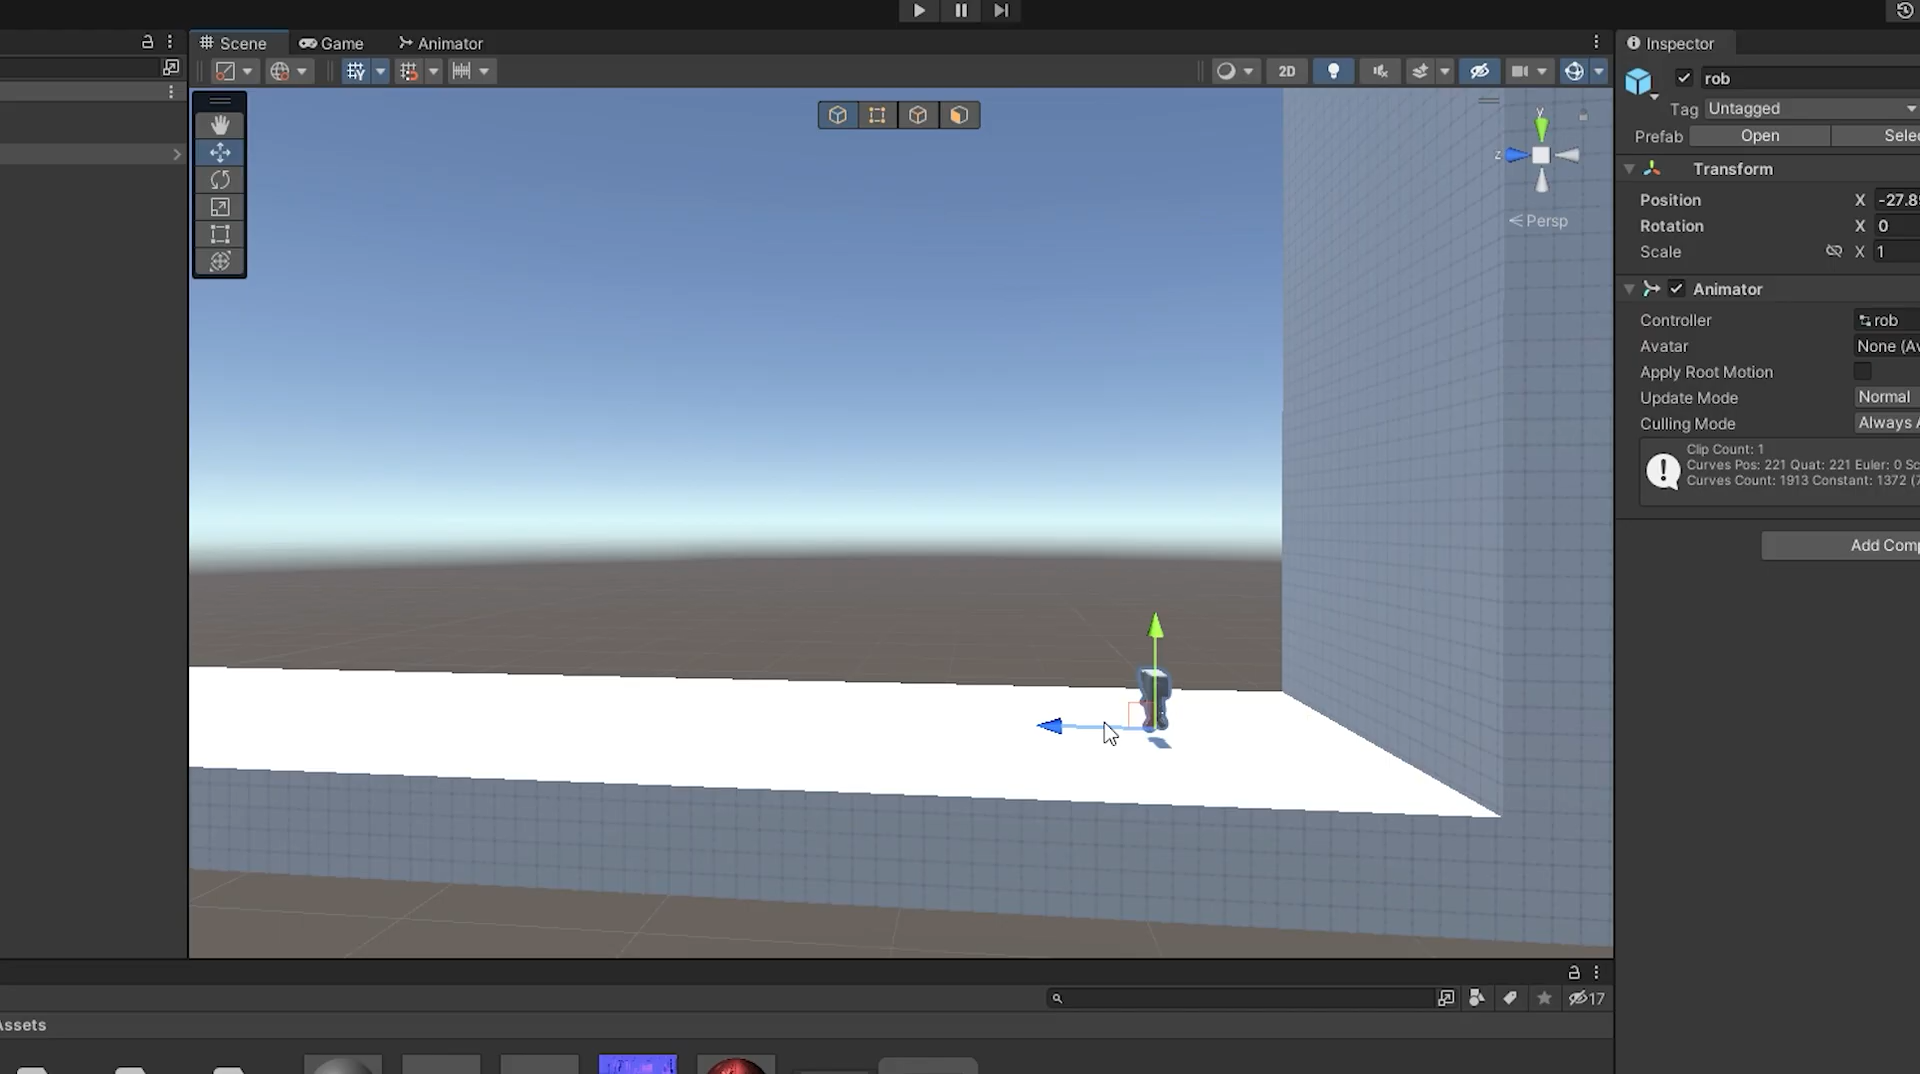 Scene
Game
Animator
2D
y
z
Persp
Inspector
rob
Tag Untagged
Prefab Open
Transform
Position X -27.8
Rotation X 0
Scale X 1
Animator
Controller rob
Avatar None (Av
Apply Root Motion
Update Mode Normal
Culling Mode Always A
Clip Count: 1
Curves Pos: 221 Quat: 221 Euler: 0 Sc
Curves Count: 1913 Constant: 1372 (7
Add Comp
17
Assets